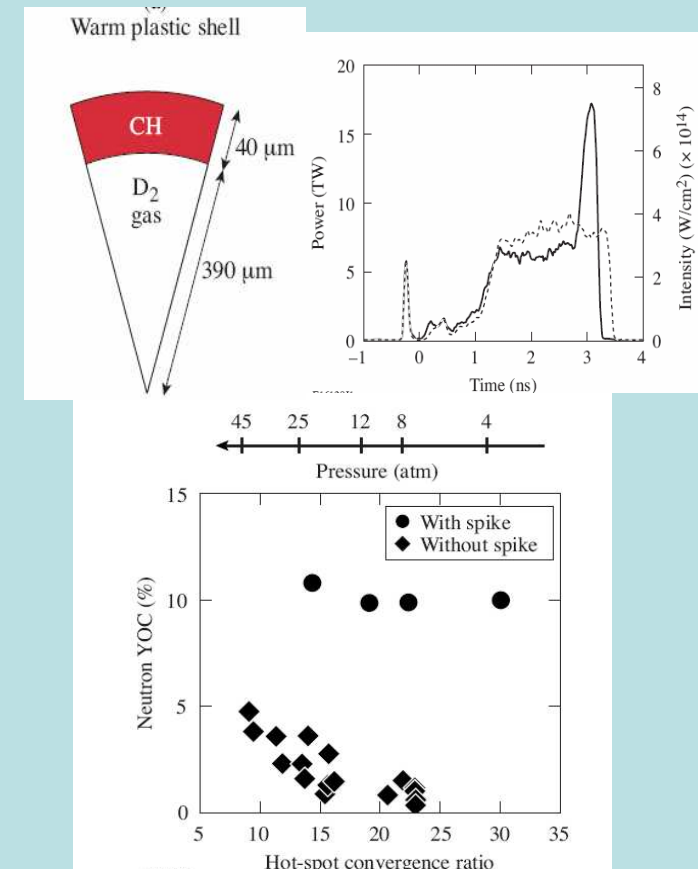 Warm plastic shell
CH
40 μm
D2
gas
390 μm
20
15
10
5
0
Power (TW)
8
6
4
2
0
Intensity (W/cm2) (× 10^14)
–1 0 1 2 3 4
Time (ns)
45 25 12 8 4
Pressure (atm)
15
10
5
0
Neutron YOC (%)
With spike
Without spike
5 10 15 20 25 30 35
Hot-spot convergence ratio